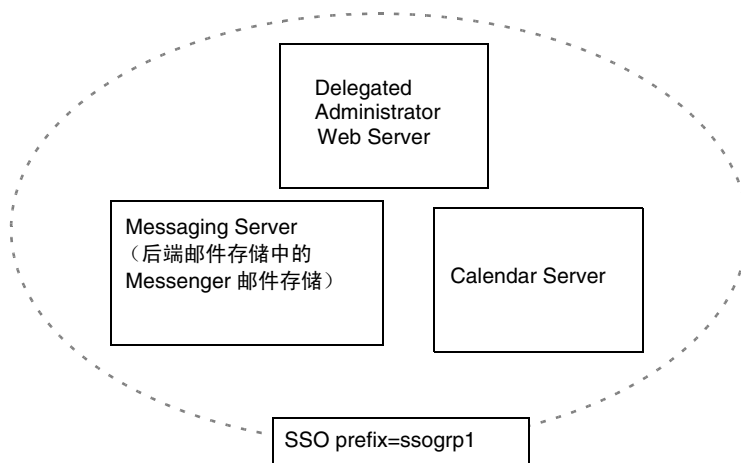 Delegated
Administrator
Web Server
Messaging Server
（后端邮件存储中的
Messenger 邮件存储）
Calendar Server
SSO prefix=ssogrp1